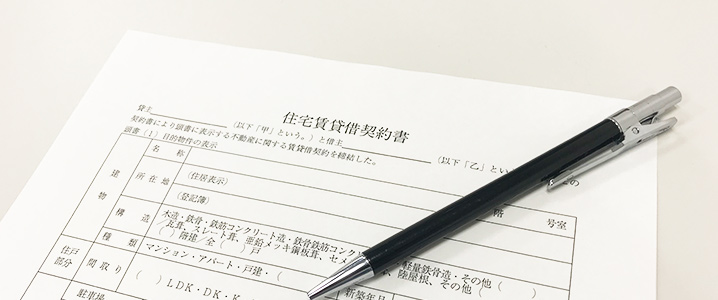 住宅賃貸借契約書
貸主 (以下「甲」という。)と借主 (以下「乙」とい
契約書により頭書に表示する不動産に関する賃貸借契約を締結した。
頭書(1)目的物件の表示
建物
名称
所在地
(住居表示)
(登記簿)
号室
構造
木造・鉄骨・鉄筋コンクリート造・鉄骨鉄筋コンク 軽量鉄骨造・その他( )
/瓦葺、スレート葺、亜鉛メッキ鋼板葺、セメ 陸屋根、その他( )
( )階建/全( )戸
種類
マンション・アパート・戸建・(
住戸部分
間取り
( )LDK・DK・K
新築年月
駐車場